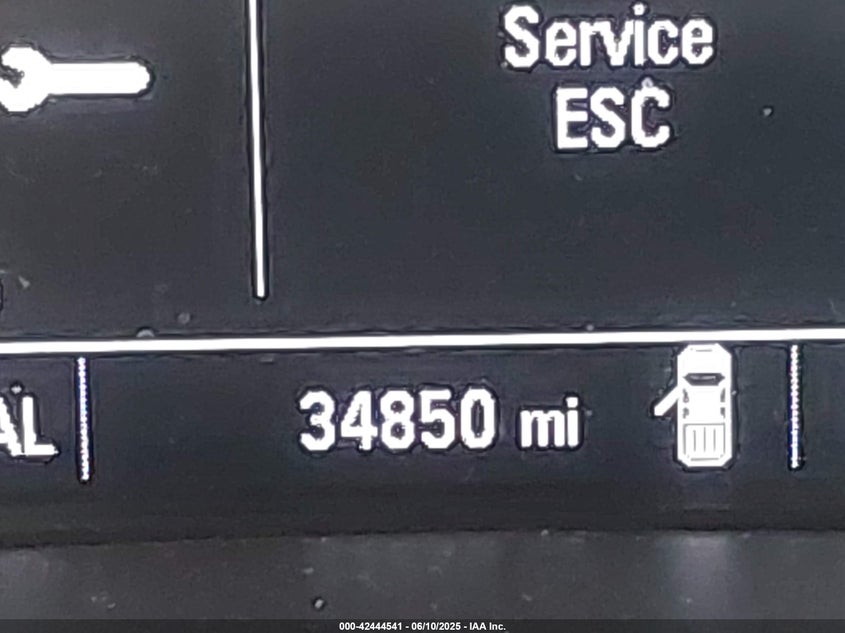 Service
ESC
AL
34850 mi
000-42444541 - 06/10/2025 - IAA Inc.